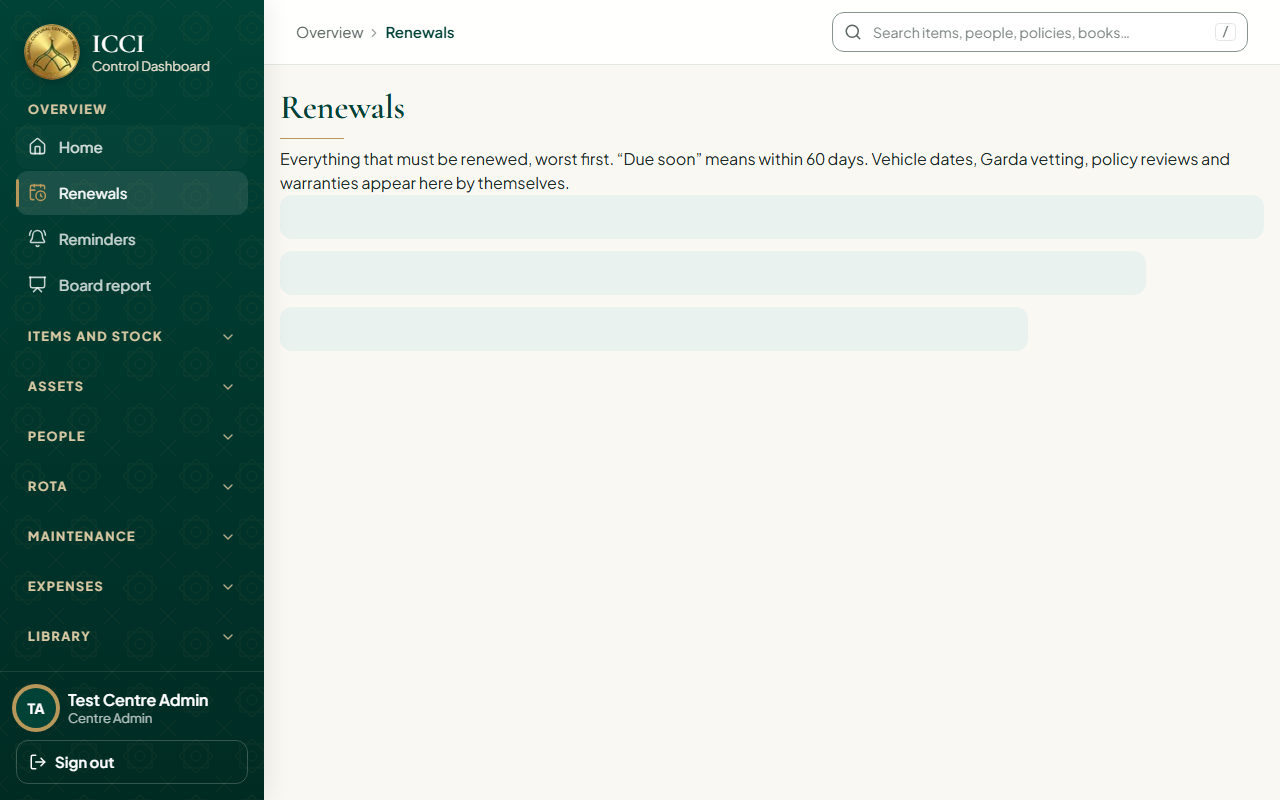 ICCI
Control Dashboard
OVERVIEW
Home
Renewals
Reminders
Board report
ITEMS AND STOCK
ASSETS
PEOPLE
ROTA
MAINTENANCE
EXPENSES
LIBRARY
TA
Test Centre Admin
Centre Admin
Sign out
Overview › Renewals
Search items, people, policies, books…
/
Renewals
Everything that must be renewed, worst first. “Due soon” means within 60 days. Vehicle dates, Garda vetting, policy reviews and
warranties appear here by themselves.